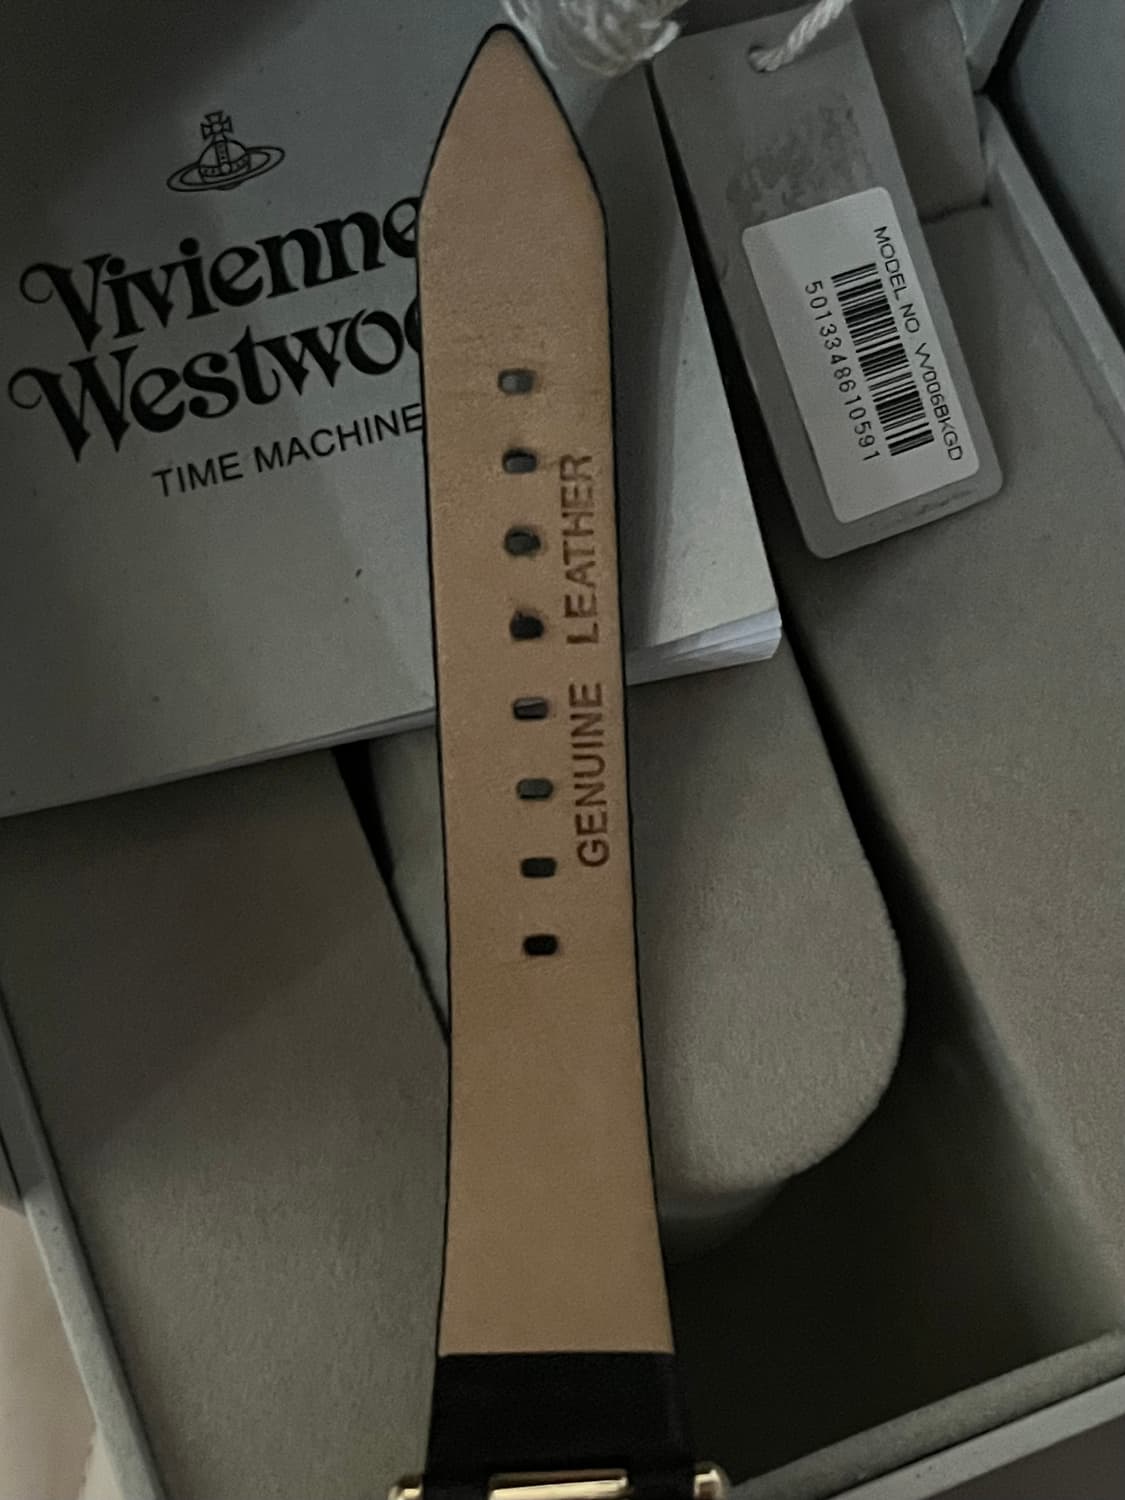 Vivienne
Westwoo
TIME MACHINE
GENUINE LEATHER
MODEL NO VV006BKGD
5013348610591